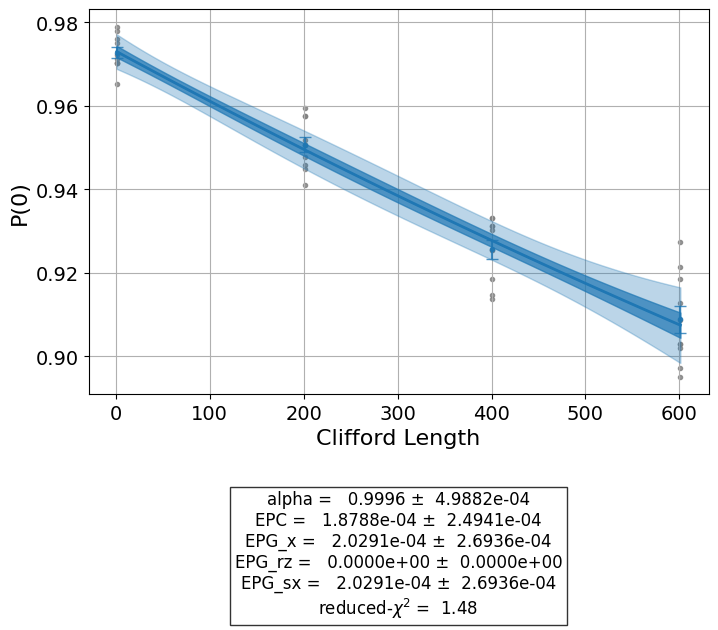 0.98
0.96
0.94
0.92
0.90
P(0)
0 100 200 300 400 500 600
Clifford Length
alpha = 0.9996 ± 4.9882e-04
EPC = 1.8788e-04 ± 2.4941e-04
EPG_x = 2.0291e-04 ± 2.6936e-04
EPG_rz = 0.0000e+00 ± 0.0000e+00
EPG_sx = 2.0291e-04 ± 2.6936e-04
reduced-χ² = 1.48